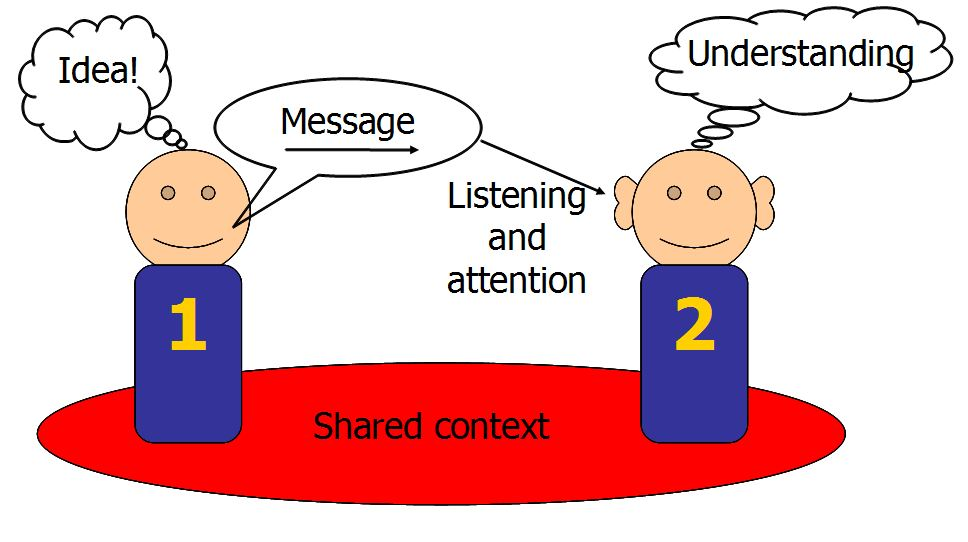 Idea!
Message
Understanding
Listening
and
attention
1
2
Shared context